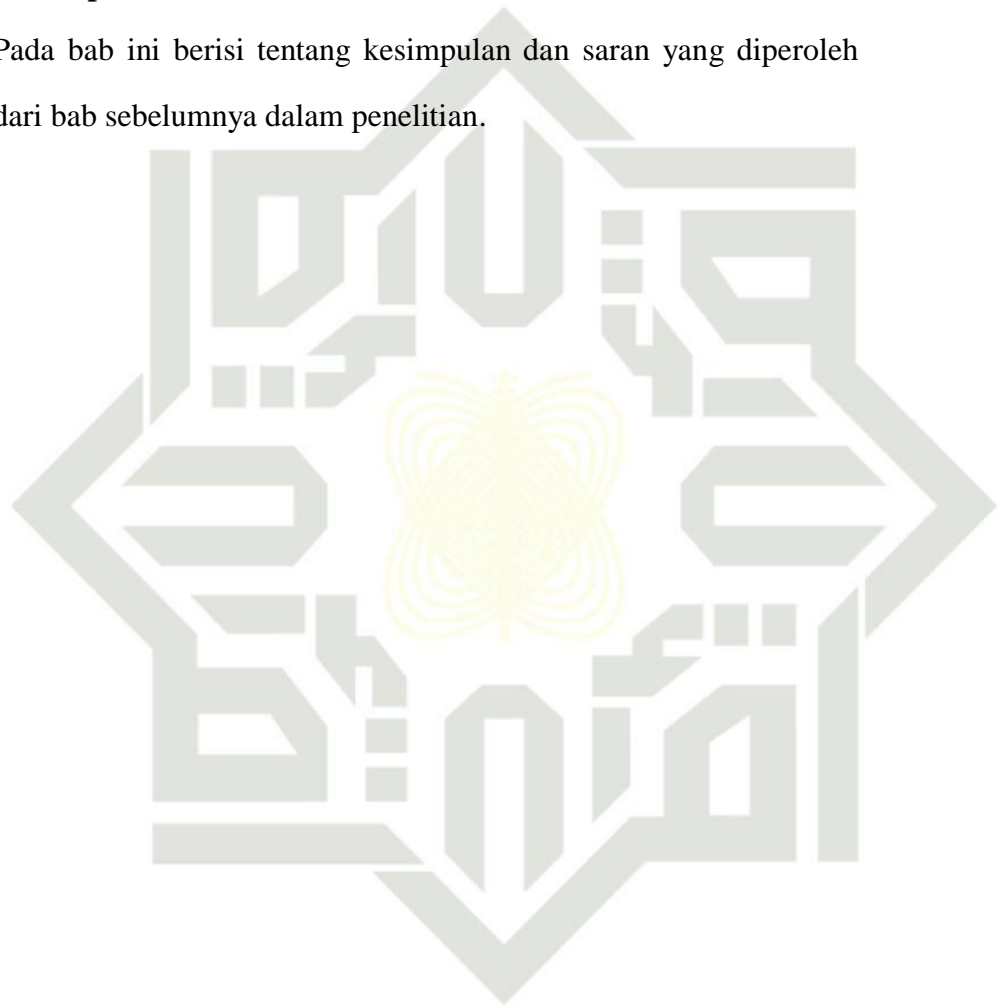 Pada bab ini berisi tentang kesimpulan dan saran yang diperoleh
dari bab sebelumnya dalam penelitian.